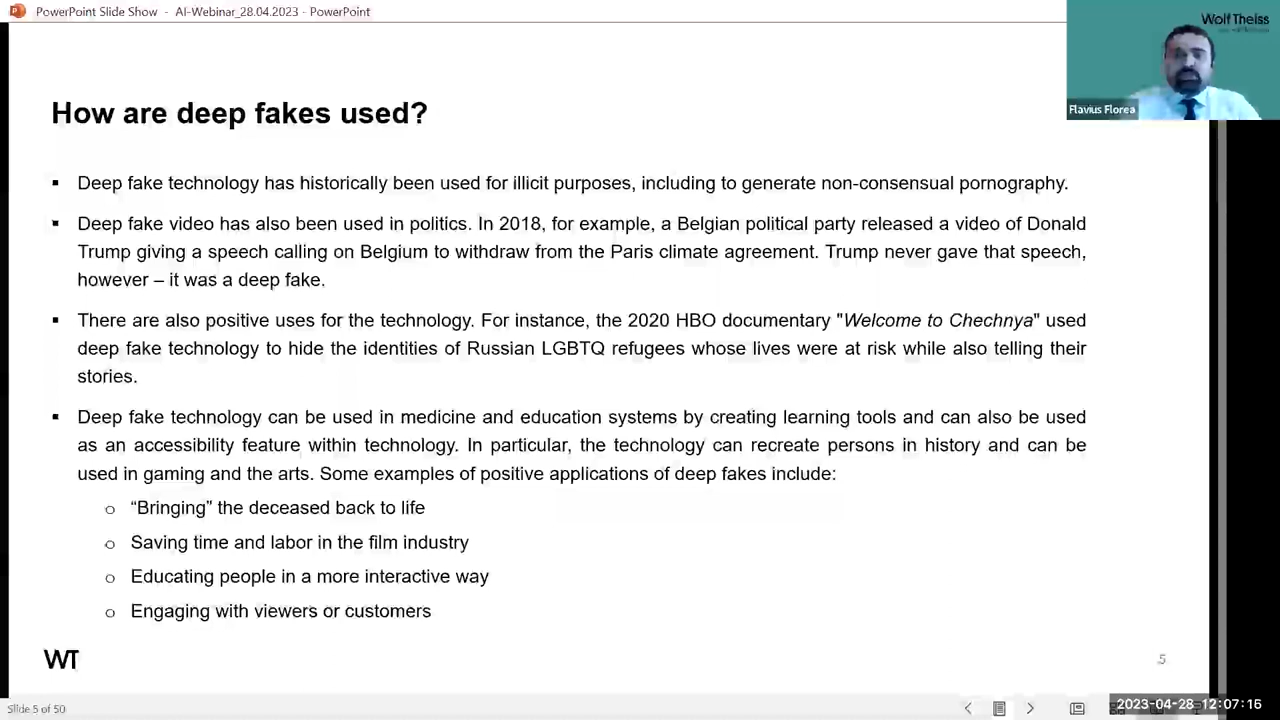 PowerPoint Slide Show - AI-Webinar_28.04.2023 - PowerPoint
Wolf Theiss
Flavius Florea
How are deep fakes used?
▪ Deep fake technology has historically been used for illicit purposes, including to generate non-consensual pornography.
▪ Deep fake video has also been used in politics. In 2018, for example, a Belgian political party released a video of Donald
Trump giving a speech calling on Belgium to withdraw from the Paris climate agreement. Trump never gave that speech,
however – it was a deep fake.
▪ There are also positive uses for the technology. For instance, the 2020 HBO documentary "Welcome to Chechnya" used
deep fake technology to hide the identities of Russian LGBTQ refugees whose lives were at risk while also telling their
stories.
▪ Deep fake technology can be used in medicine and education systems by creating learning tools and can also be used
as an accessibility feature within technology. In particular, the technology can recreate persons in history and can be
used in gaming and the arts. Some examples of positive applications of deep fakes include:
o “Bringing” the deceased back to life
o Saving time and labor in the film industry
o Educating people in a more interactive way
o Engaging with viewers or customers
WT
5
Slide 5 of 50
2023-04-28 12:07:15